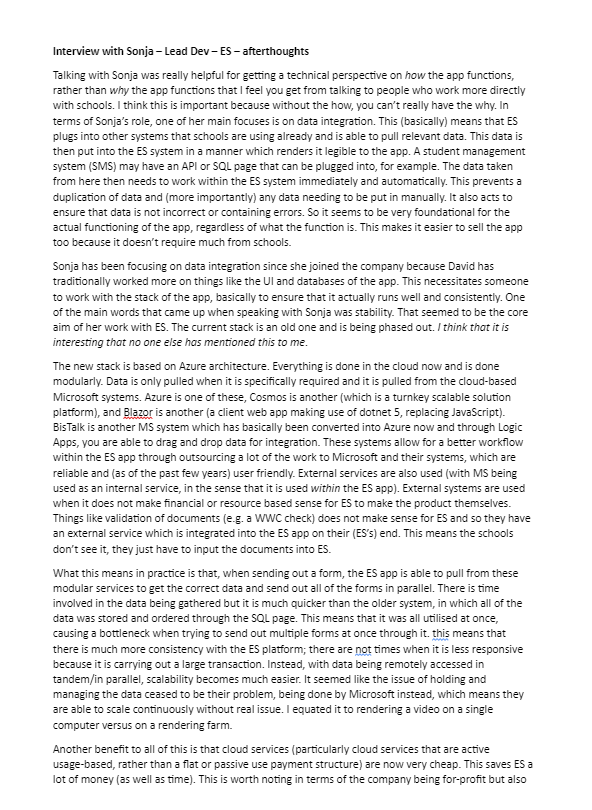 Interview with Sonja – Lead Dev – ES – afterthoughts
Talking with Sonja was really helpful for getting a technical perspective on how the app functions,
rather than why the app functions that I feel you get from talking to people who work more directly
with schools. I think this is important because without the how, you can't really have the why. In
terms of Sonja's role, one of her main focuses is on data integration. This (basically) means that ES
plugs into other systems that schools are using already and is able to pull relevant data. This data is
then put into the ES system in a manner which renders it legible to the app. A student management
system (SMS) may have an API or SQL page that can be plugged into, for example. The data taken
from here then needs to work within the ES system immediately and automatically. This prevents a
duplication of data and (more importantly) any data needing to be put in manually. It also acts to
ensure that data is not incorrect or containing errors. So it seems to be very foundational for the
actual functioning of the app, regardless of what the function is. This makes it easier to sell the app
too because it doesn't require much from schools.
Sonja has been focusing on data integration since she joined the company because David has
traditionally worked more on things like the UI and databases of the app. This necessitates someone
to work with the stack of the app, basically to ensure that it actually runs well and consistently. One
of the main words that came up when speaking with Sonja was stability. That seemed to be the core
aim of her work with ES. The current stack is an old one and is being phased out. I think that it is
interesting that no one else has mentioned this to me.
The new stack is based on Azure architecture. Everything is done in the cloud now and is done
modularly. Data is only pulled when it is specifically required and it is pulled from the cloud-based
Microsoft systems. Azure is one of these, Cosmos is another (which is a turnkey scalable solution
platform), and Blazor is another (a client web app making use of dotnet 5, replacing JavaScript).
BisTalk is another MS system which has basically been converted into Azure now and through Logic
Apps, you are able to drag and drop data for integration. These systems allow for a better workflow
within the ES app through outsourcing a lot of the work to Microsoft and their systems, which are
reliable and (as of the past few years) user friendly. External services are also used (with MS being
used as an internal service, in the sense that it is used within the ES app). External systems are used
when it does not make financial or resource based sense for ES to make the product themselves.
Things like validation of documents (e.g. a WWC check) does not make sense for ES and so they have
an external service which is integrated into the ES app on their (ES's) end. This means the schools
don't see it, they just have to input the documents into ES.
What this means in practice is that, when sending out a form, the ES app is able to pull from these
modular services to get the correct data and send out all of the forms in parallel. There is time
involved in the data being gathered but it is much quicker than the older system, in which all of the
data was stored and ordered through the SQL page. This means that it was all utilised at once,
causing a bottleneck when trying to send out multiple forms at once through it. this means that
there is much more consistency with the ES platform; there are not times when it is less responsive
because it is carrying out a large transaction. Instead, with data being remotely accessed in
tandem/in parallel, scalability becomes much easier. It seemed like the issue of holding and
managing the data ceased to be their problem, being done by Microsoft instead, which means they
are able to scale continuously without real issue. I equated it to rendering a video on a single
computer versus on a rendering farm.
Another benefit to all of this is that cloud services (particularly cloud services that are active
usage-based, rather than a flat or passive use payment structure) are now very cheap. This saves ES a
lot of money (as well as time). This is worth noting in terms of the company being for-profit but also